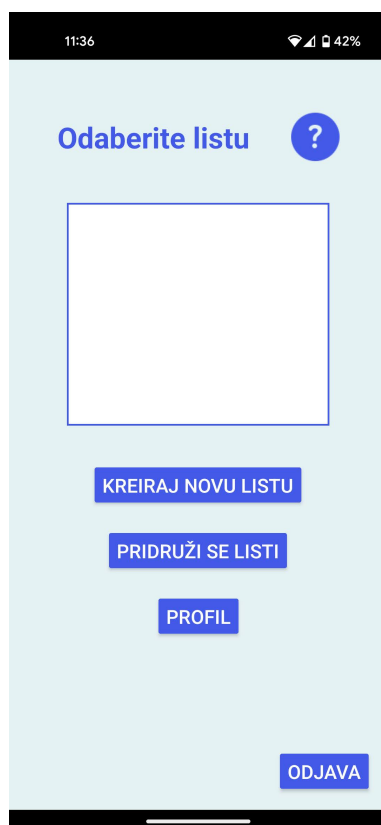 11:36 42%
Odaberite listu ?
KREIRAJ NOVU LISTU
PRIDRUŽI SE LISTI
PROFIL
ODJAVA